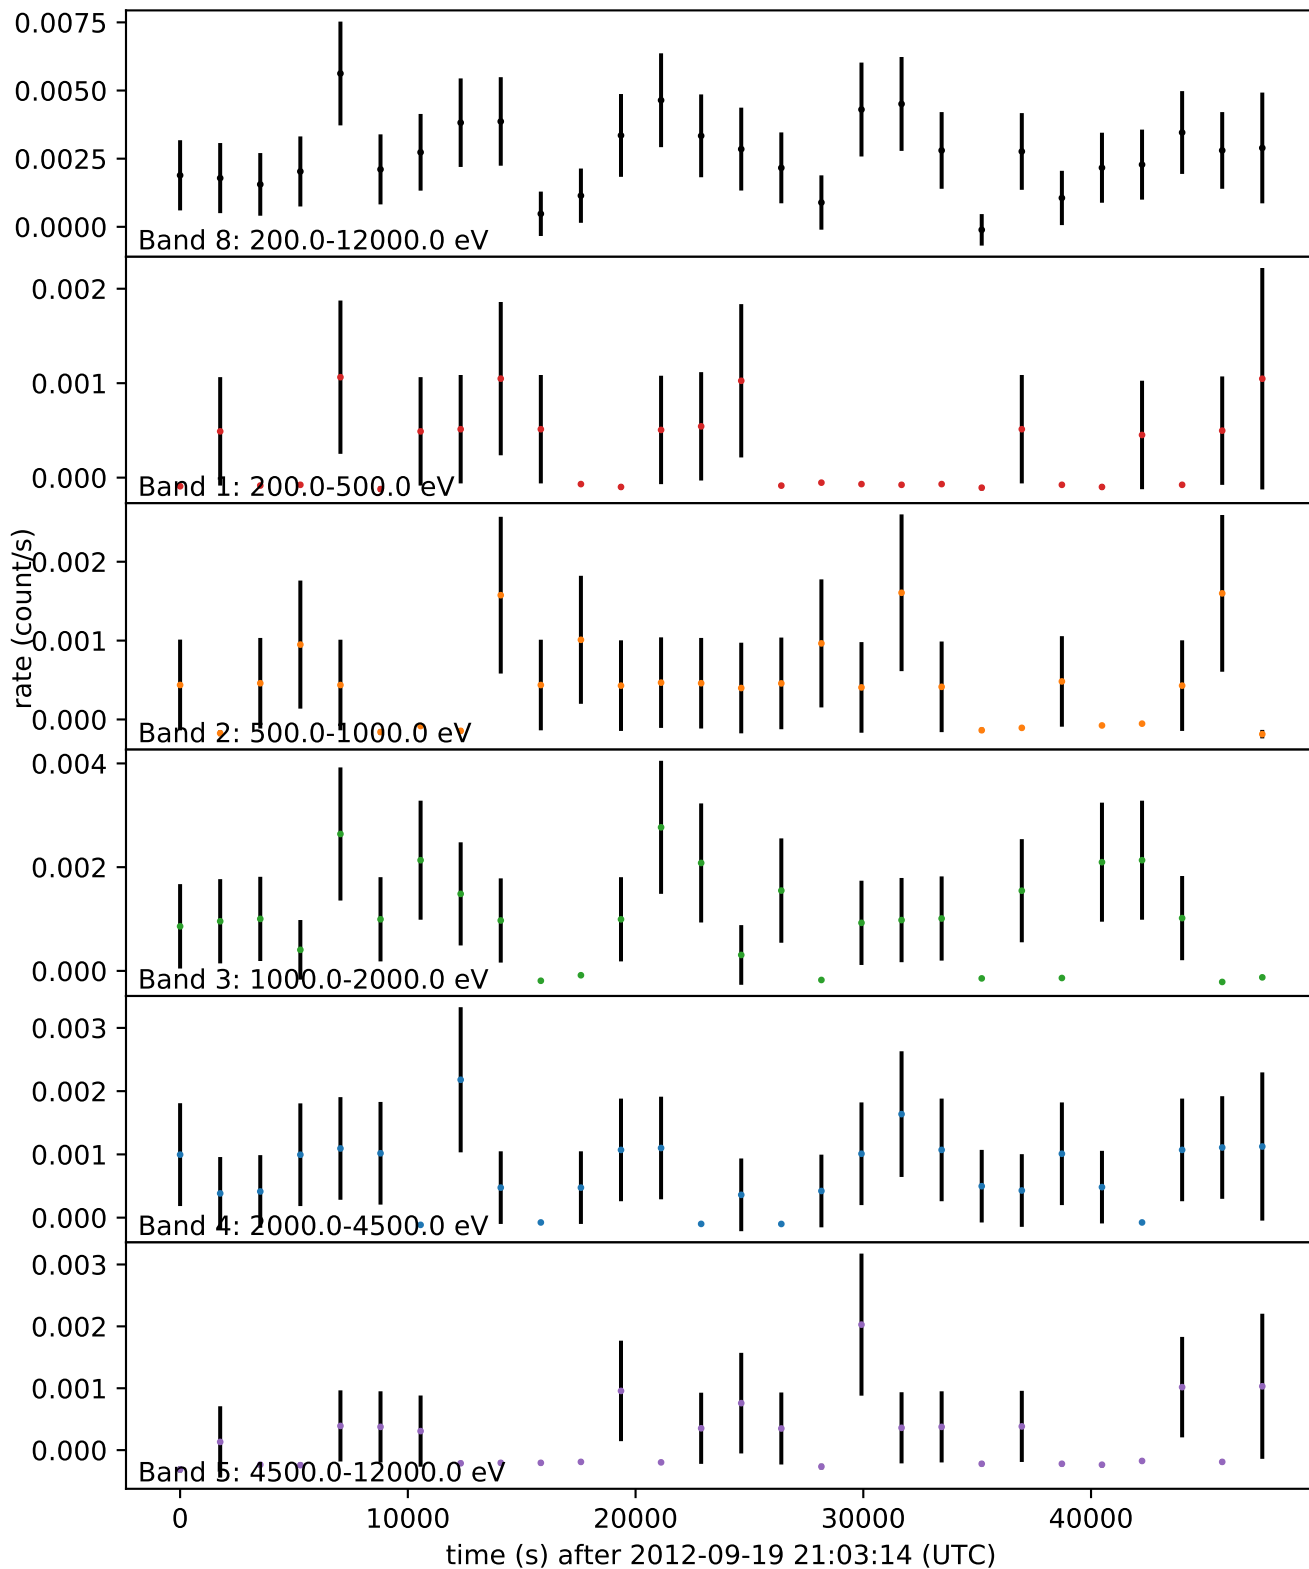 0.0075
0.0050
0.0025
0.0000
Band 8: 200.0-12000.0 eV
0.002
0.001
0.000
Band 1: 200.0-500.0 eV
rate (count/s)
0.002
0.001
0.000
Band 2: 500.0-1000.0 eV
0.004
0.002
0.000
Band 3: 1000.0-2000.0 eV
0.003
0.002
0.001
0.000
Band 4: 2000.0-4500.0 eV
0.003
0.002
0.001
0.000
Band 5: 4500.0-12000.0 eV
0 10000 20000 30000 40000
time (s) after 2012-09-19 21:03:14 (UTC)